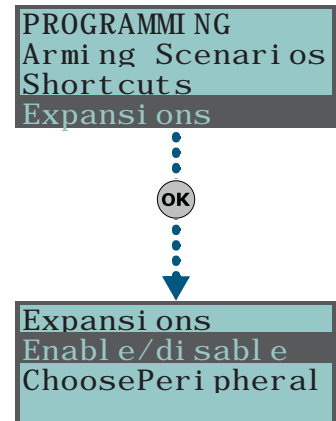 PROGRAMMING
Arming Scenarios
Shortcuts
Expansions
OK
Expansions
Enable/disable
ChoosePeripheral